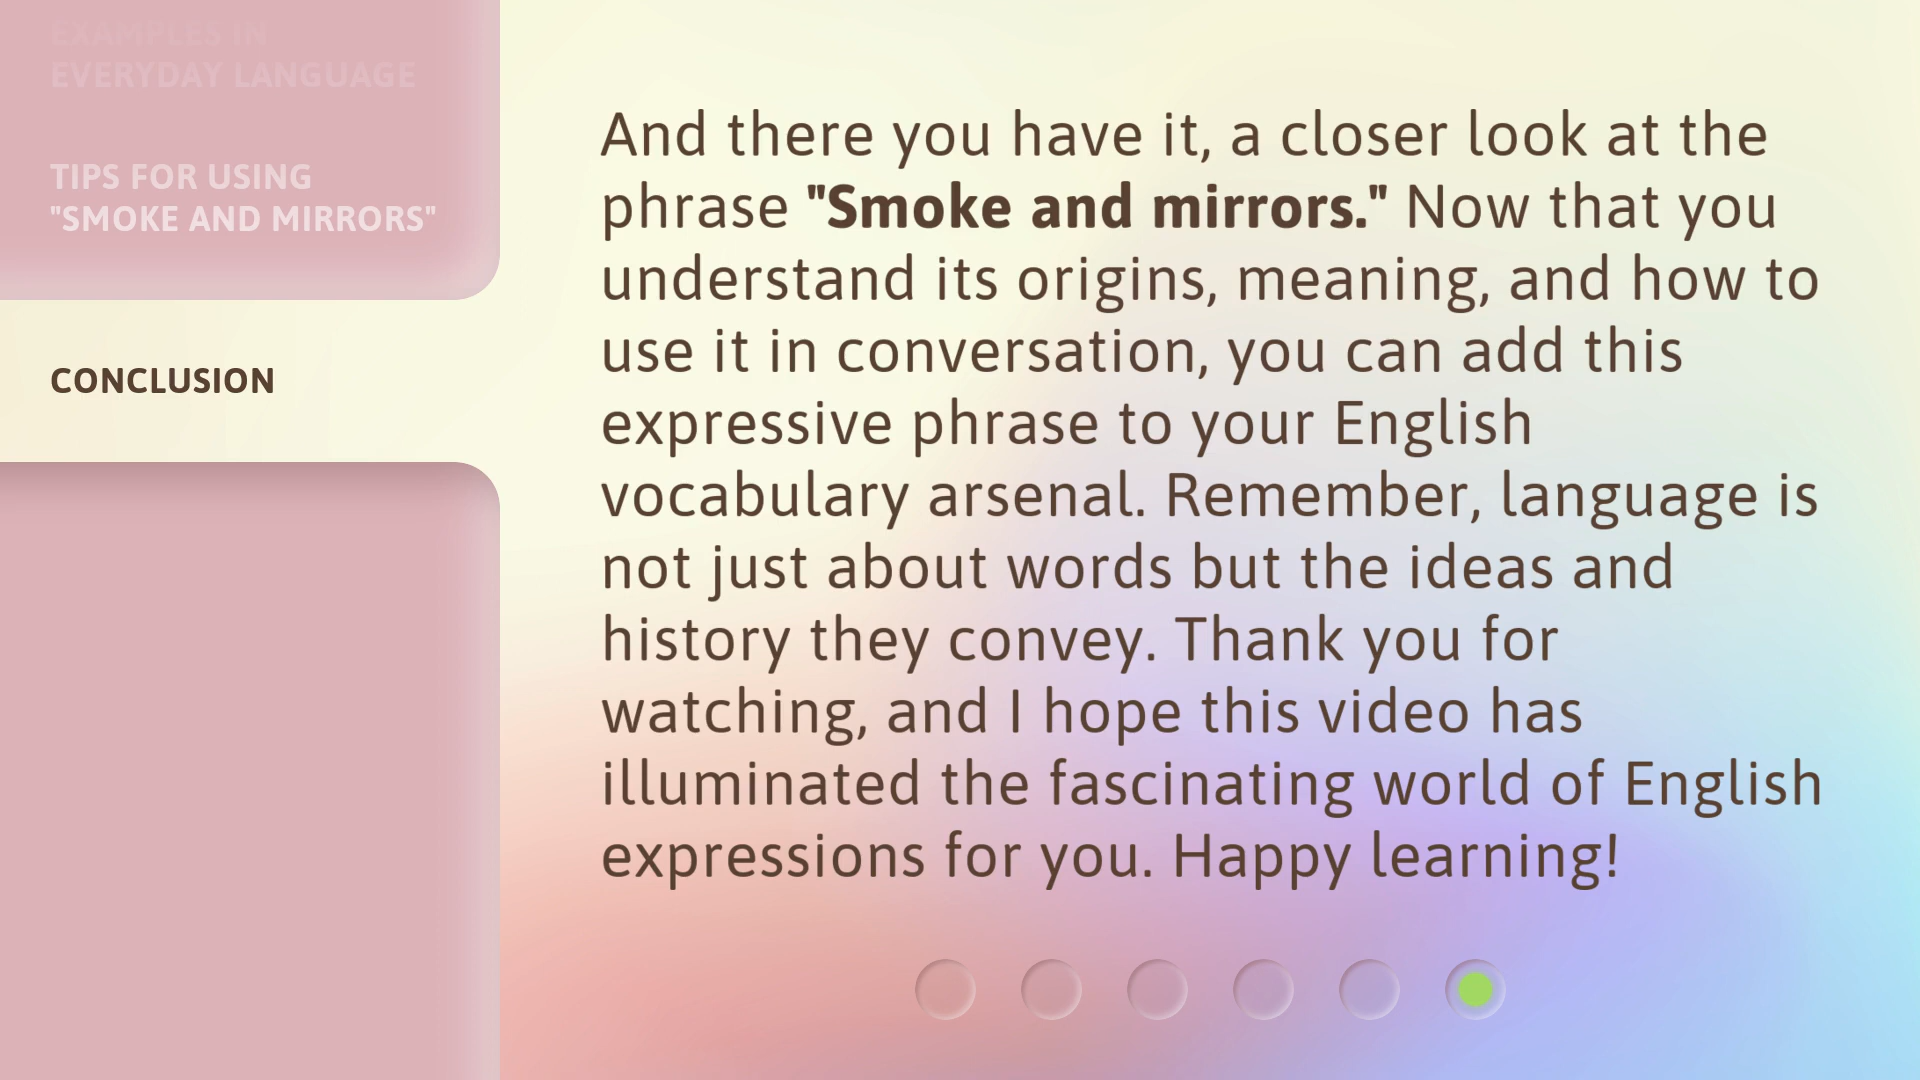 EXAMPLES IN
EVERYDAY LANGUAGE
TIPS FOR USING
"SMOKE AND MIRRORS"
CONCLUSION
And there you have it, a closer look at the
phrase "Smoke and mirrors." Now that you
understand its origins, meaning, and how to
use it in conversation, you can add this
expressive phrase to your English
vocabulary arsenal. Remember, language is
not just about words but the ideas and
history they convey. Thank you for
watching, and I hope this video has
illuminated the fascinating world of English
expressions for you. Happy learning!